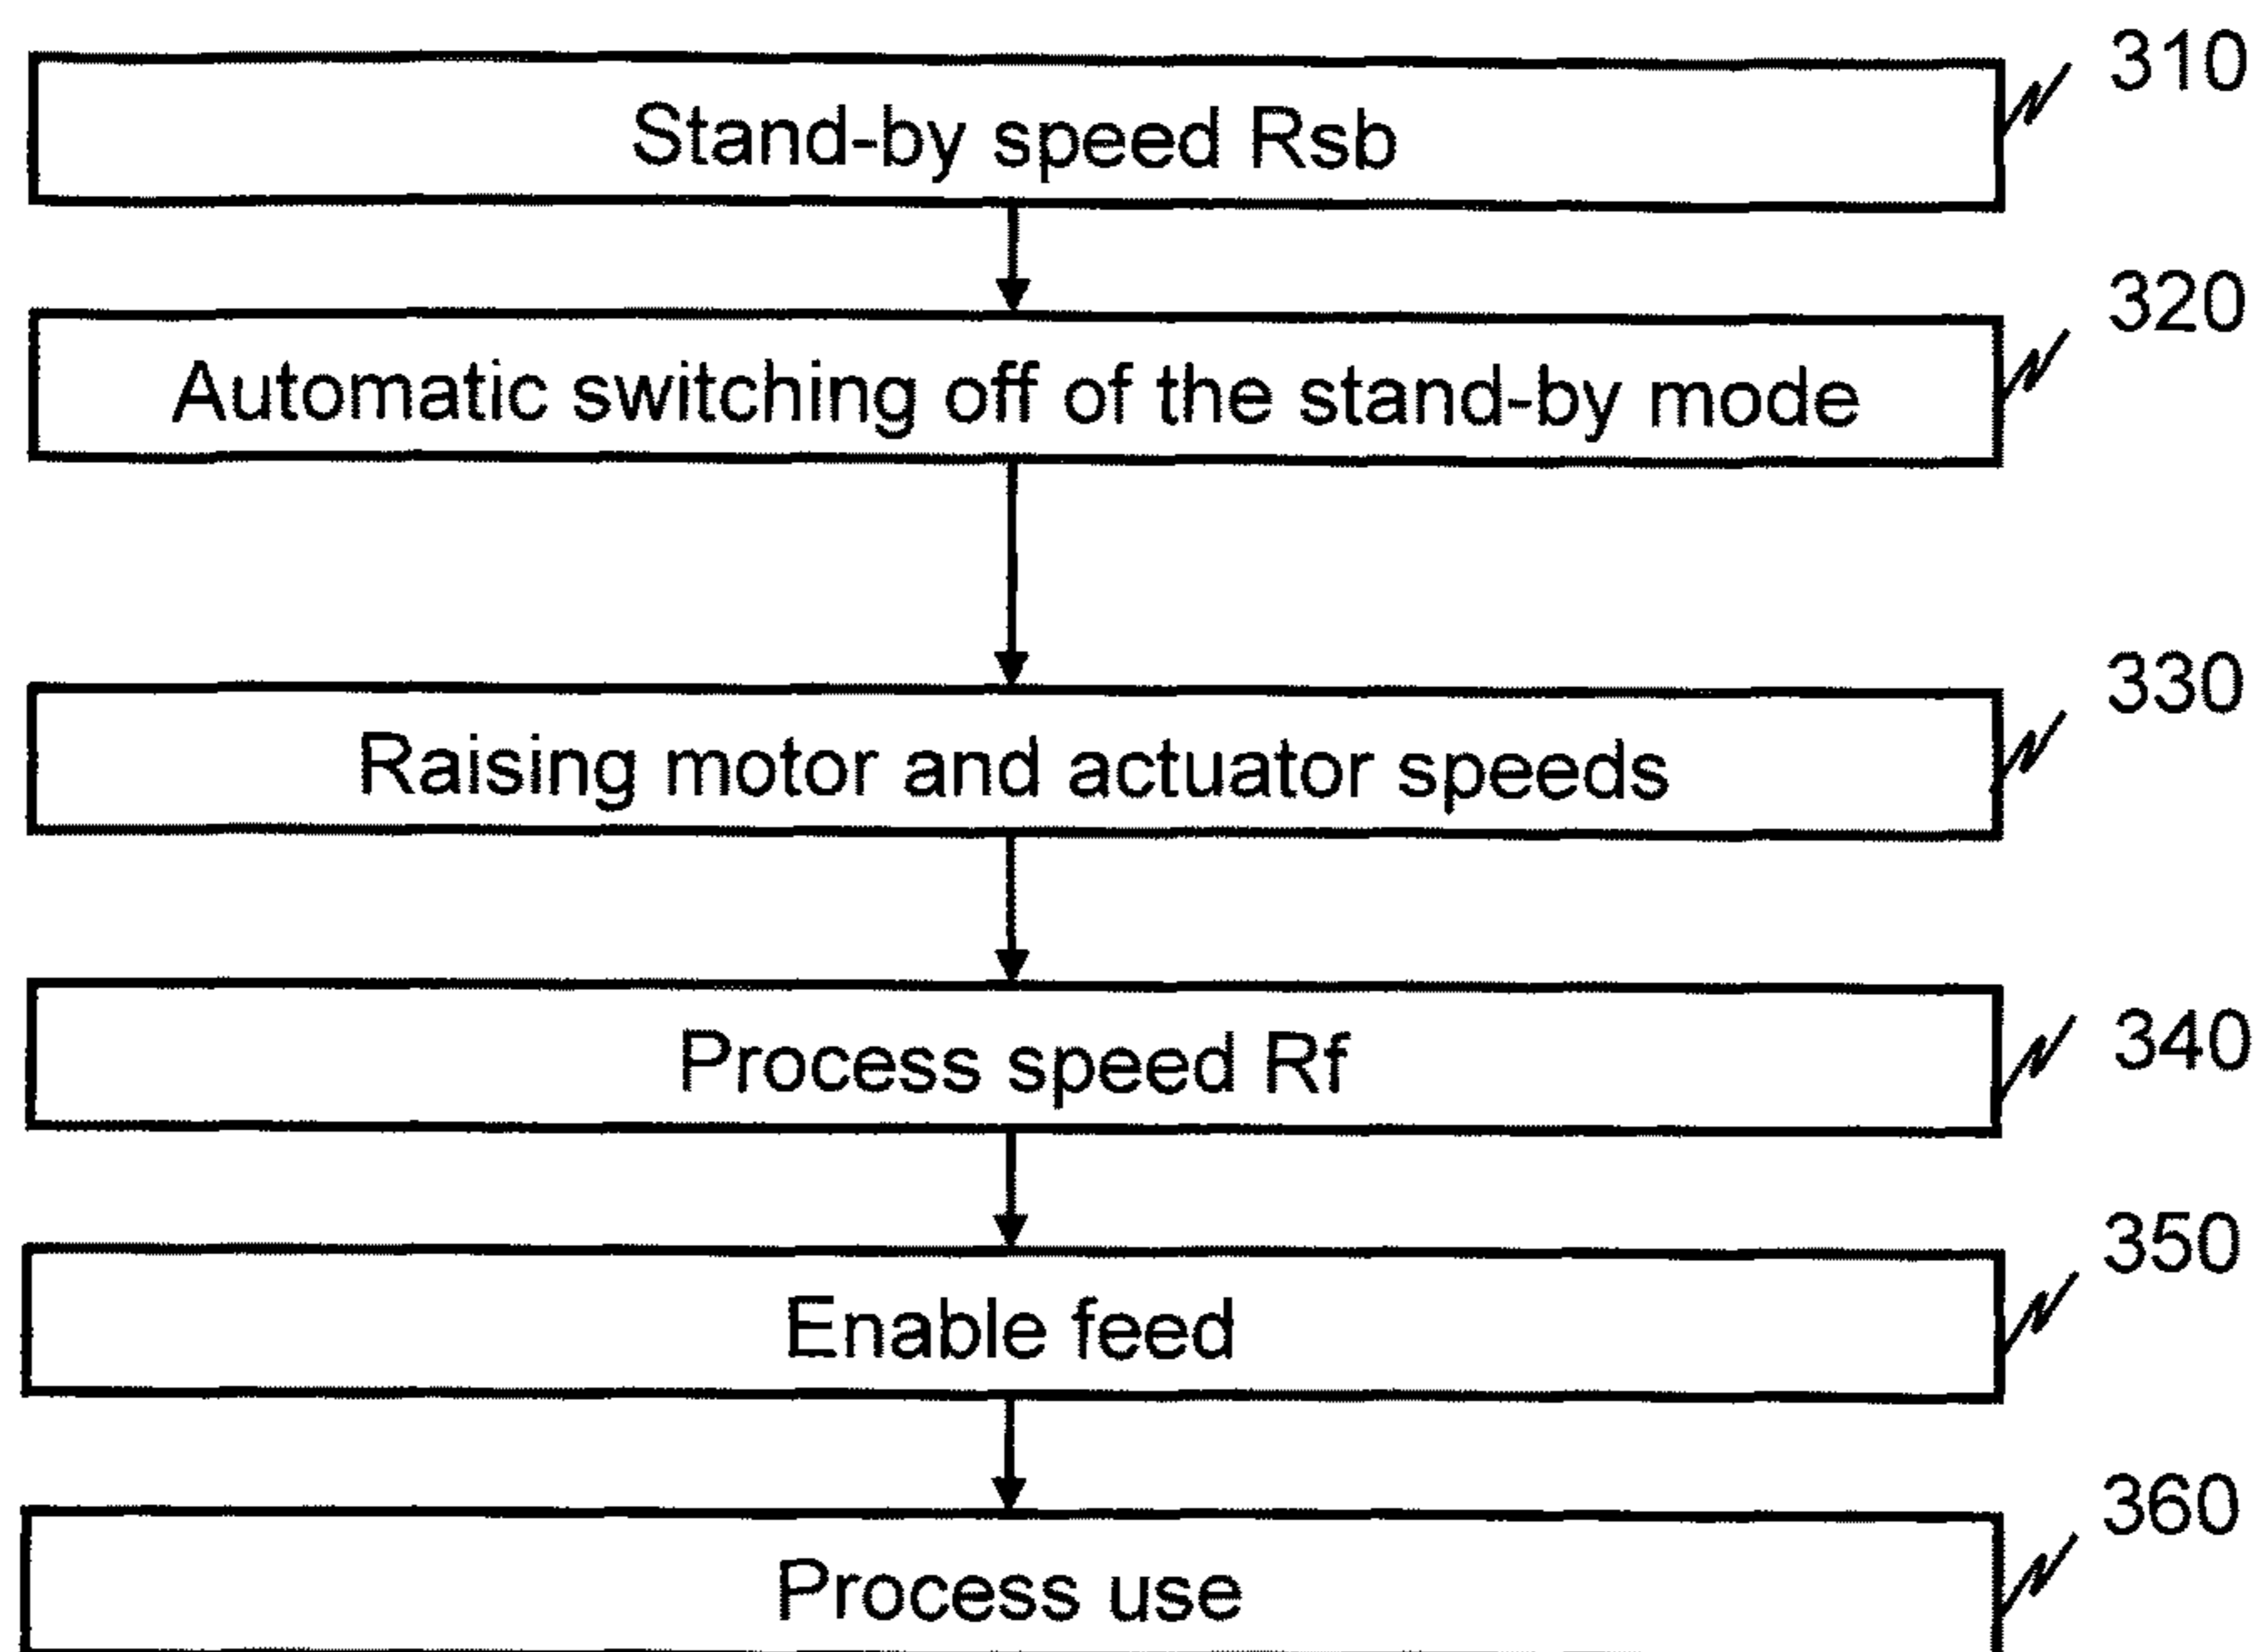 310
Stand-by speed Rsb
320
Automatic switching off of the stand-by mode
330
Raising motor and actuator speeds
340
Process speed Rf
350
Enable feed
360
Process use